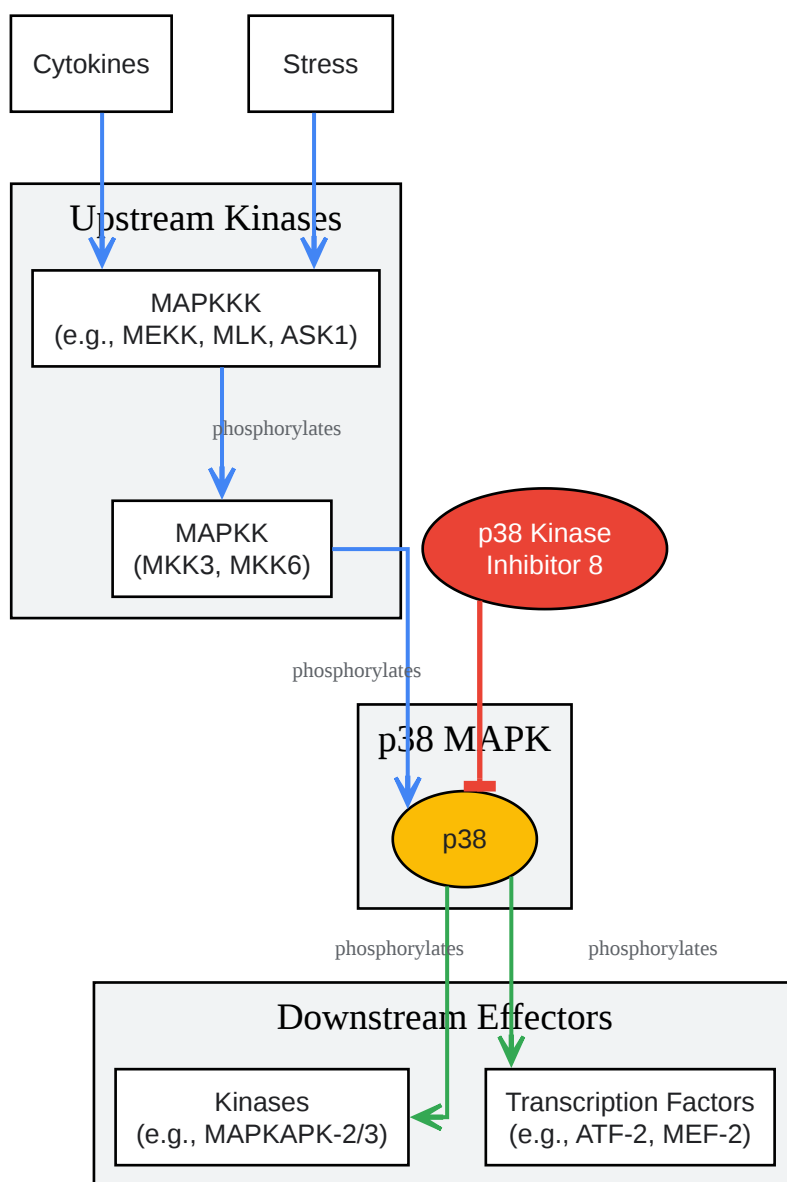 Cytokines
Stress
Upstream Kinases
MAPKKK
(e.g., MEKK, MLK, ASK1)
phosphorylates
MAPKK
(MKK3, MKK6)
p38 Kinase
Inhibitor 8
phosphorylates
p38 MAPK
p38
phosphorylates
phosphorylates
Downstream Effectors
Kinases
(e.g., MAPKAPK-2/3)
Transcription Factors
(e.g., ATF-2, MEF-2)